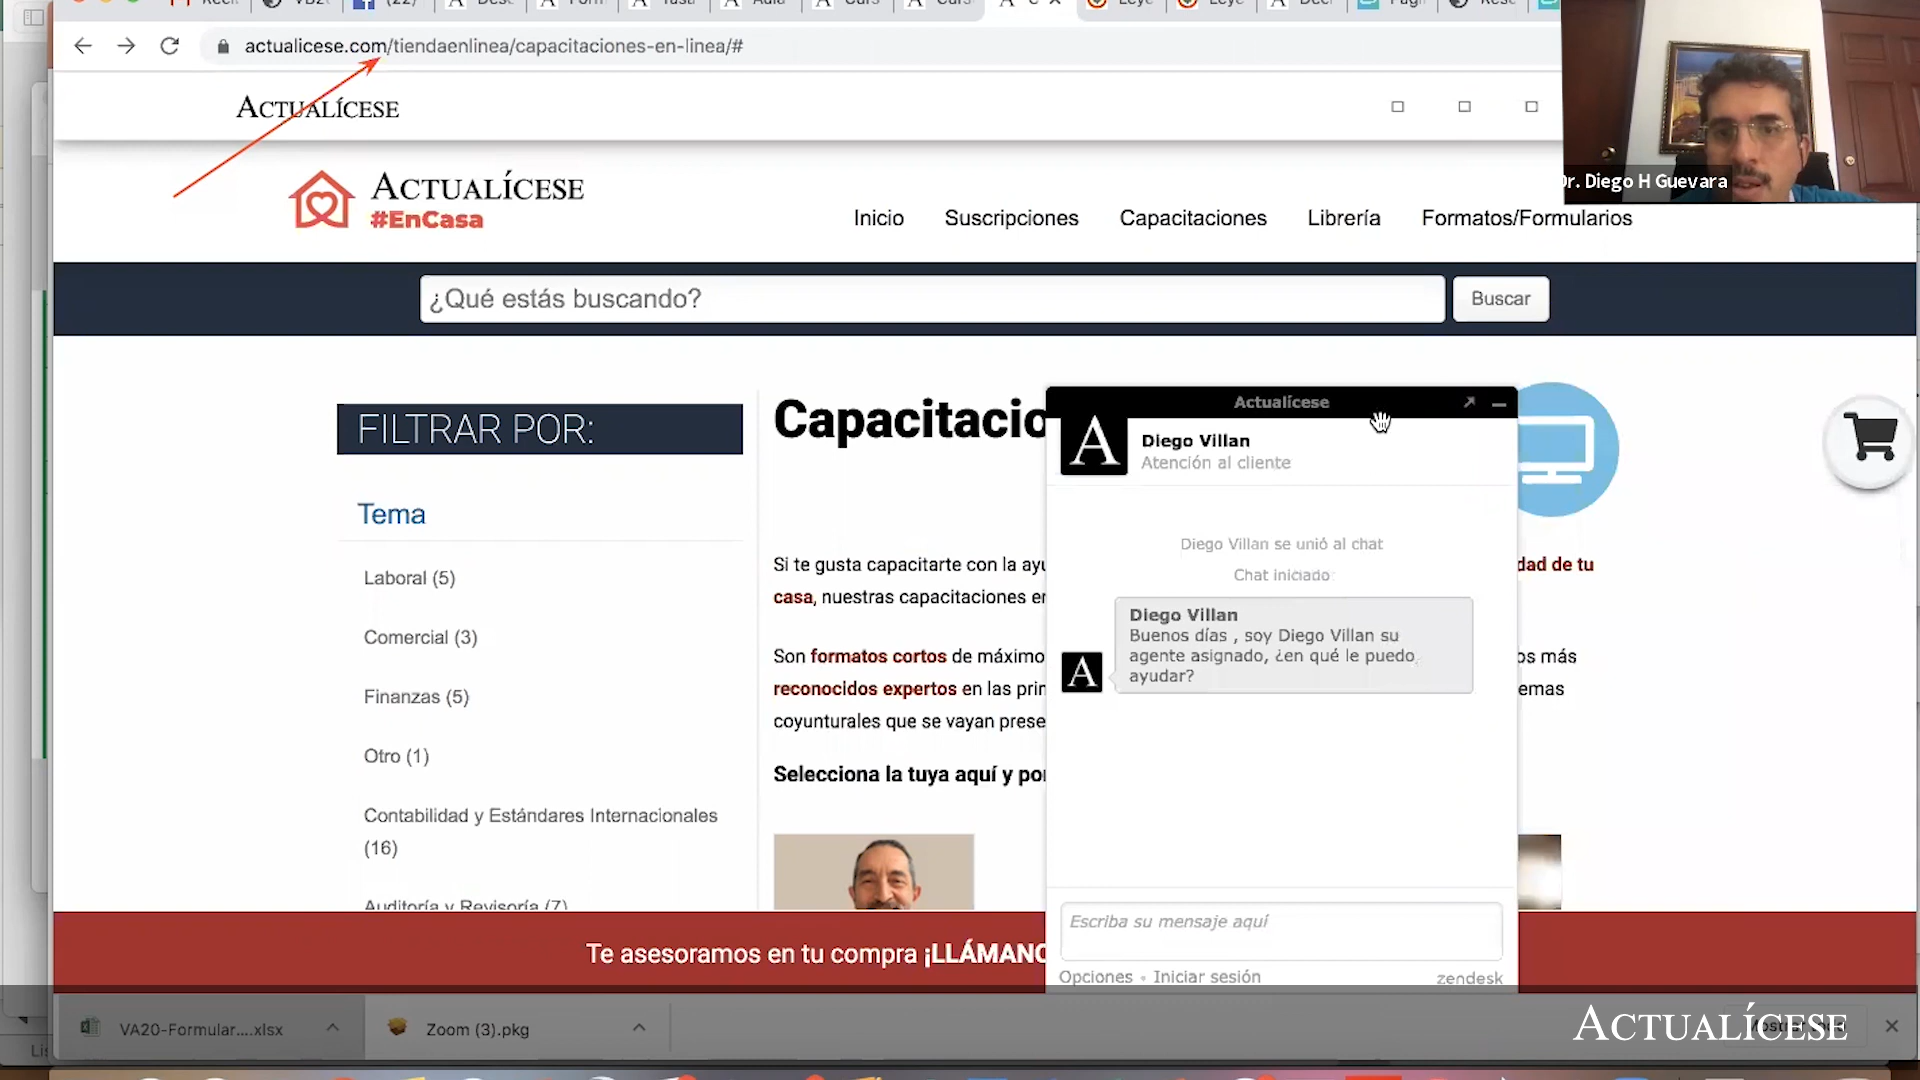 (22)
actualicese.com/tiendaenlinea/capacitaciones-en-linea/#
ACTUALÍCESE
Dr. Diego H Guevara
ACTUALÍCESE
#EnCasa
Inicio
Suscripciones
Capacitaciones
Librería
Formatos/Formularios
¿Qué estás buscando?
Buscar
FILTRAR POR:
Tema
Laboral (5)
Comercial (3)
Finanzas (5)
Otro (1)
Contabilidad y Estándares Internacionales
(16)
Auditoría y Revisoría (7)
Capacitacio
Si te gusta capacitarte con la ayu
dad de tu
casa, nuestras capacitaciones en
Son formatos cortos de máximo
os más
reconocidos expertos en las prin
emas
coyunturales que se vayan prese
Selecciona la tuya aquí y por
Actualícese
A
Diego Villan
Atención al cliente
Diego Villan se unió al chat
Chat iniciado
Diego Villan
Buenos días , soy Diego Villan su
agente asignado, ¿en qué le puedo
ayudar?
A
Escriba su mensaje aquí
Opciones • Iniciar sesión
zendesk
Te asesoramos en tu compra ¡LLÁMANO
VA20-Formular....xlsx
Zoom (3).pkg
ACTUALÍCESE